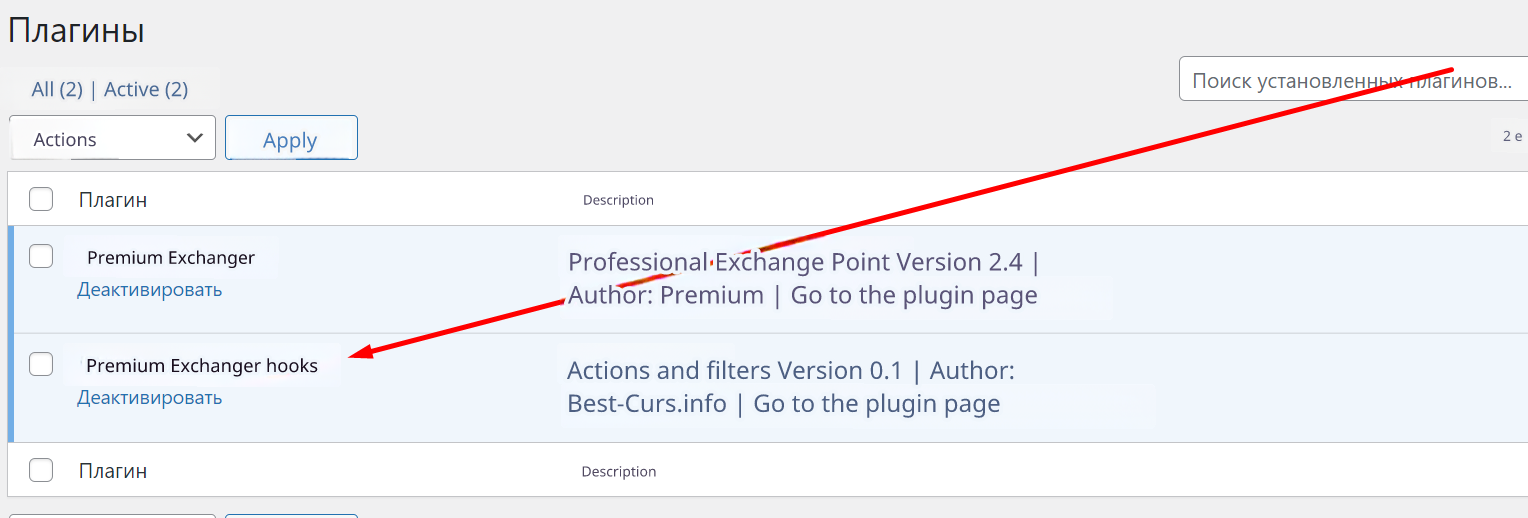 Плагины
All (2) | Active (2)
Поиск установленных плагинов...
Actions
Apply
2 е
Плагин
Description
Premium Exchanger
Деактивировать
Professional Exchange Point Version 2.4 |
Author: Premium | Go to the plugin page
Premium Exchanger hooks
Деактивировать
Actions and filters Version 0.1 | Author:
Best-Curs.info | Go to the plugin page
Плагин
Description